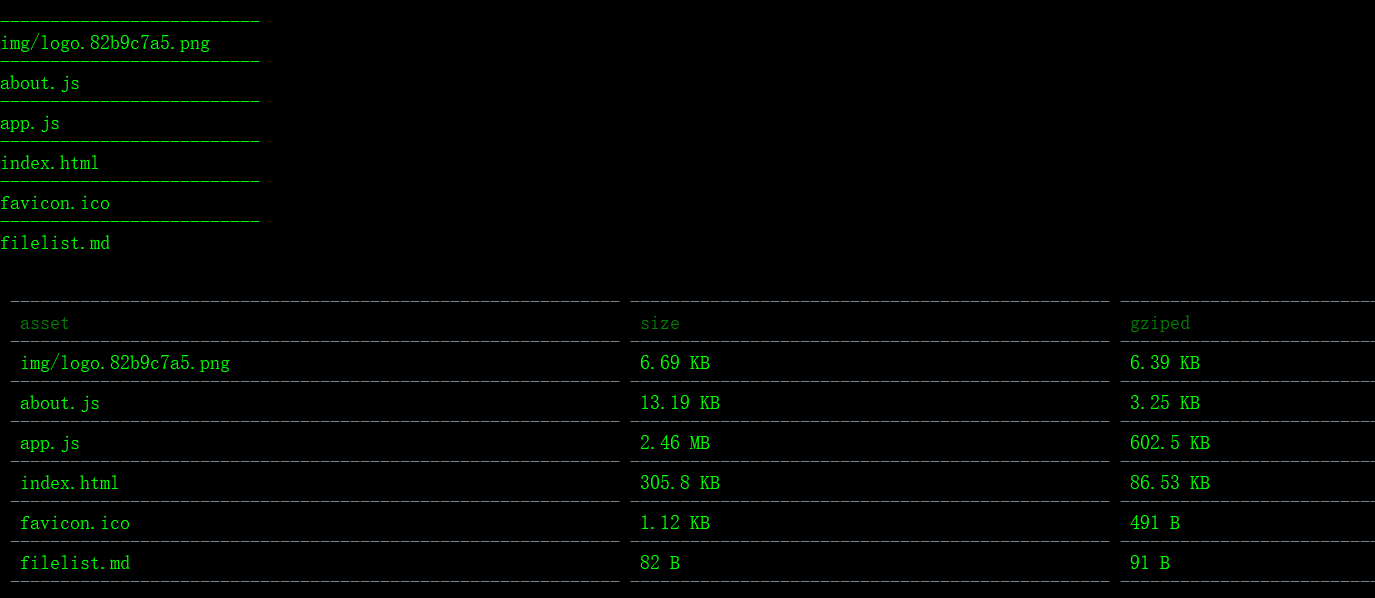 img/logo.82b9c7a5.png
about.js
app.js
index.html
favicon.ico
filelist.md
asset size gziped
img/logo.82b9c7a5.png 6.69 KB 6.39 KB
about.js 13.19 KB 3.25 KB
app.js 2.46 MB 602.5 KB
index.html 305.8 KB 86.53 KB
favicon.ico 1.12 KB 491 B
filelist.md 82 B 91 B